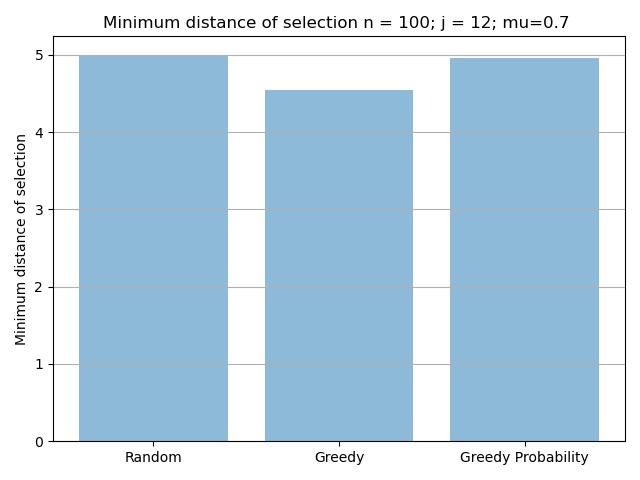 Minimum distance of selection n = 100; j = 12; mu=0.7
Minimum distance of selection
5
4
3
2
1
0
Random Greedy Greedy Probability